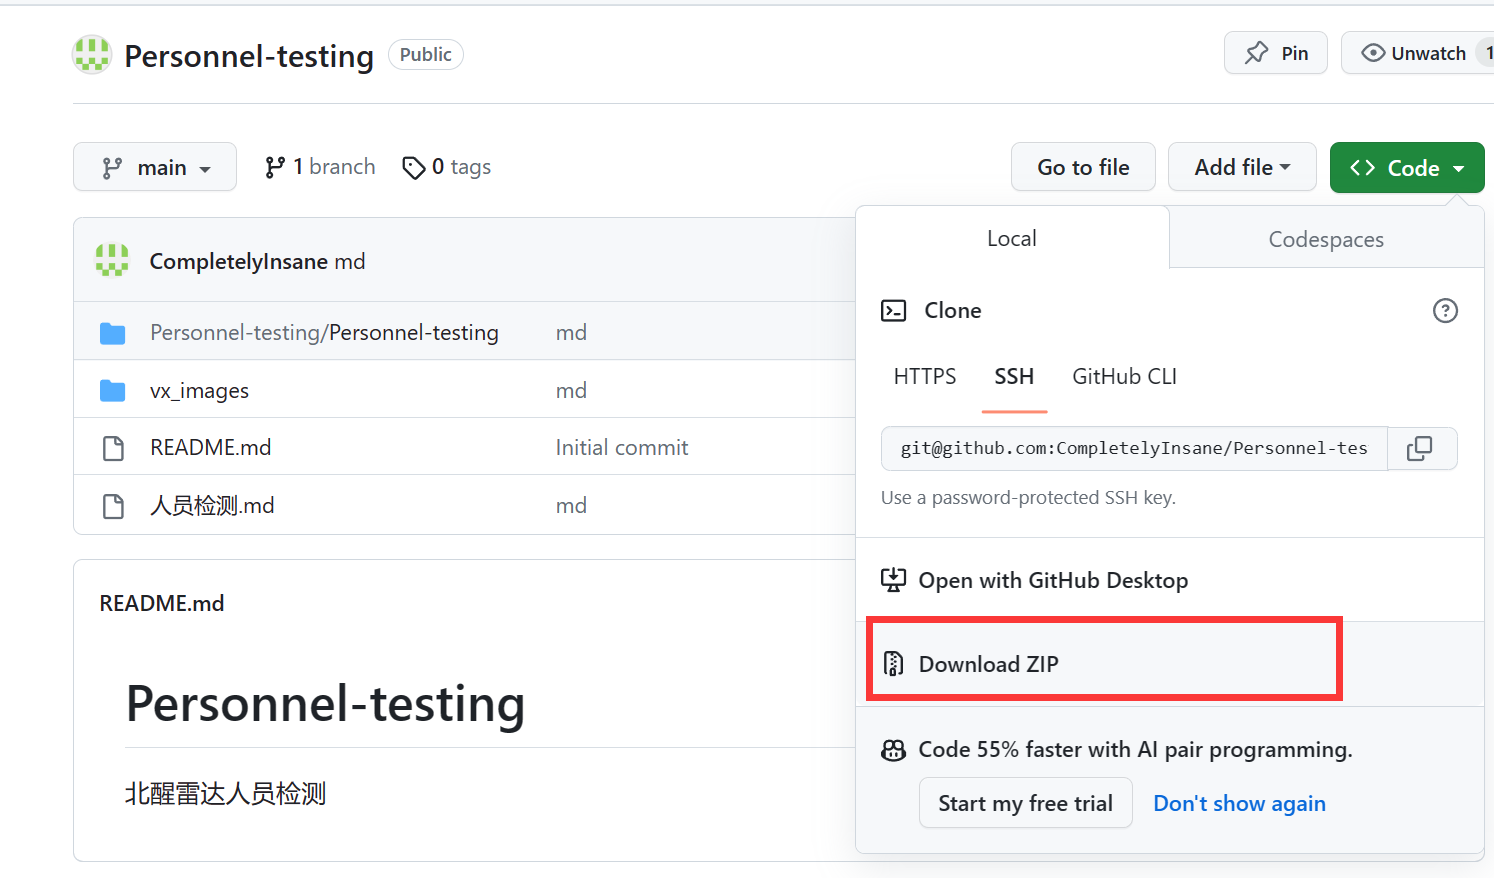 Personnel-testing Public
Pin
Unwatch 1
main
1 branch
0 tags
Go to file
Add file
Code
CompletelyInsane md
Personnel-testing/Personnel-testing md
vx_images md
README.md Initial commit
人员检测.md md
README.md
Personnel-testing
北醒雷达人员检测
Local
Codespaces
Clone
HTTPS SSH GitHub CLI
git@github.com:CompletelyInsane/Personnel-tes
Use a password-protected SSH key.
Open with GitHub Desktop
Download ZIP
Code 55% faster with AI pair programming.
Start my free trial Don't show again